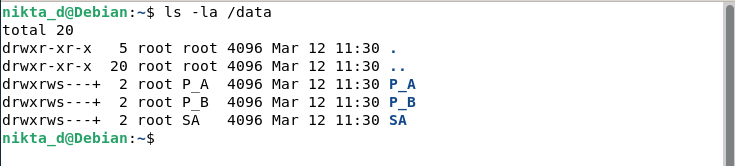 nikta_d@Debian:~$ ls -la /data
total 20
drwxr-xr-x   5 root root 4096 Mar 12 11:30 .
drwxr-xr-x  20 root root 4096 Mar 12 11:30 ..
drwxrws---+  2 root P_A  4096 Mar 12 11:30 P_A
drwxrws---+  2 root P_B  4096 Mar 12 11:30 P_B
drwxrws---+  2 root SA   4096 Mar 12 11:30 SA
nikta_d@Debian:~$